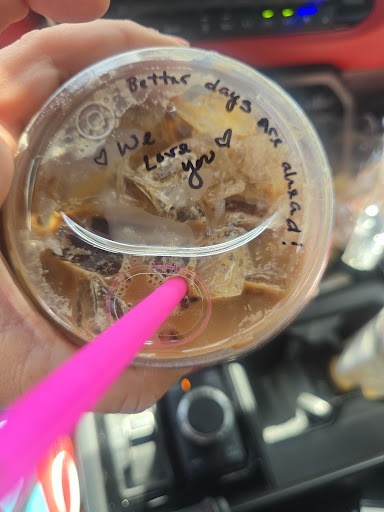 Better days are ahead!
♡ We ♡
Love
you